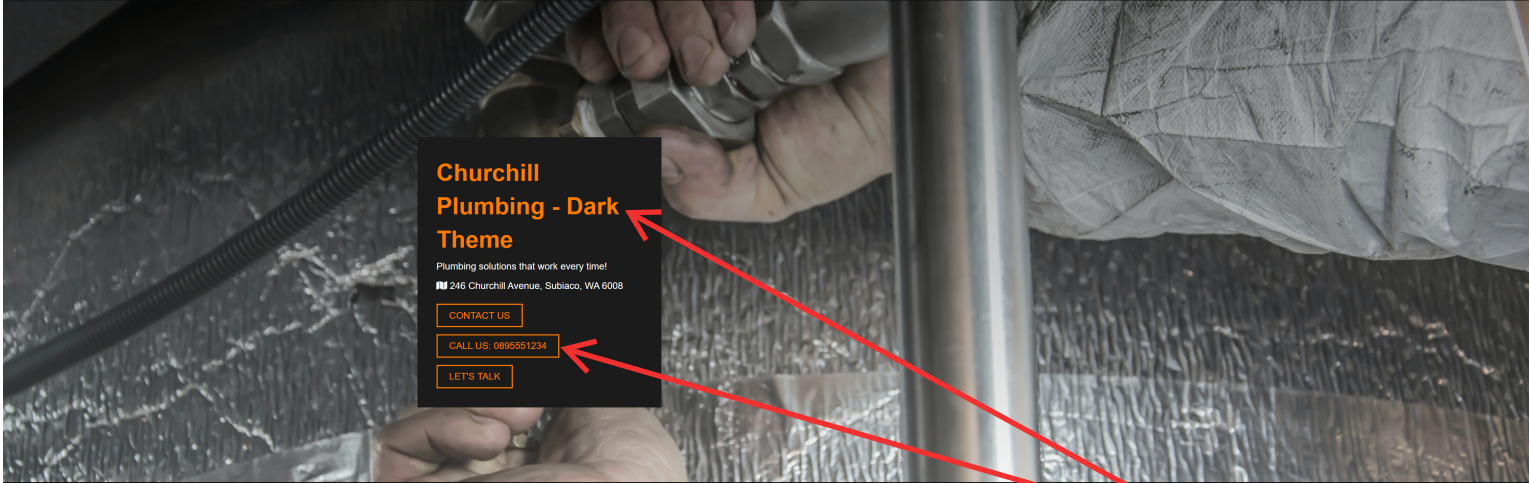 Churchill
Plumbing - Dark
Theme
Plumbing solutions that work every time!
246 Churchill Avenue, Subiaco, WA 6008
CONTACT US
CALL US: 0895551234
LET'S TALK